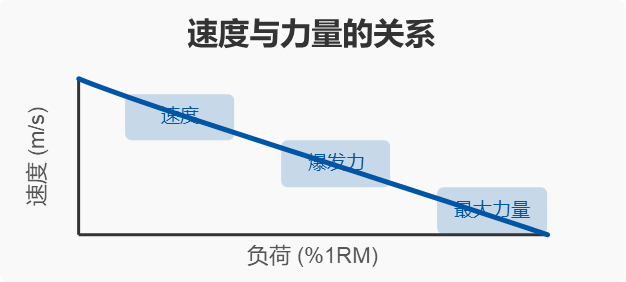 速度与力量的关系
速度 (m/s)
速度
爆发力
最大力量
负荷 (%1RM)